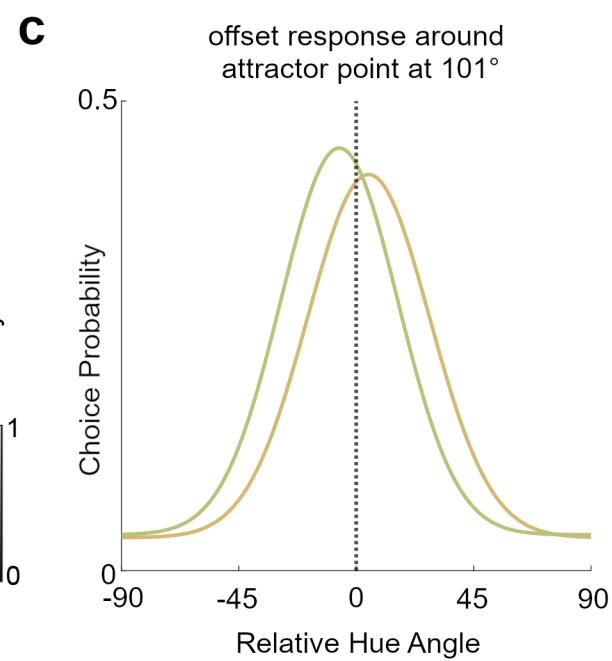 c
offset response around
attractor point at 101°
0.5
Choice Probability
1
0
0
-90
-45
0
45
90
Relative Hue Angle